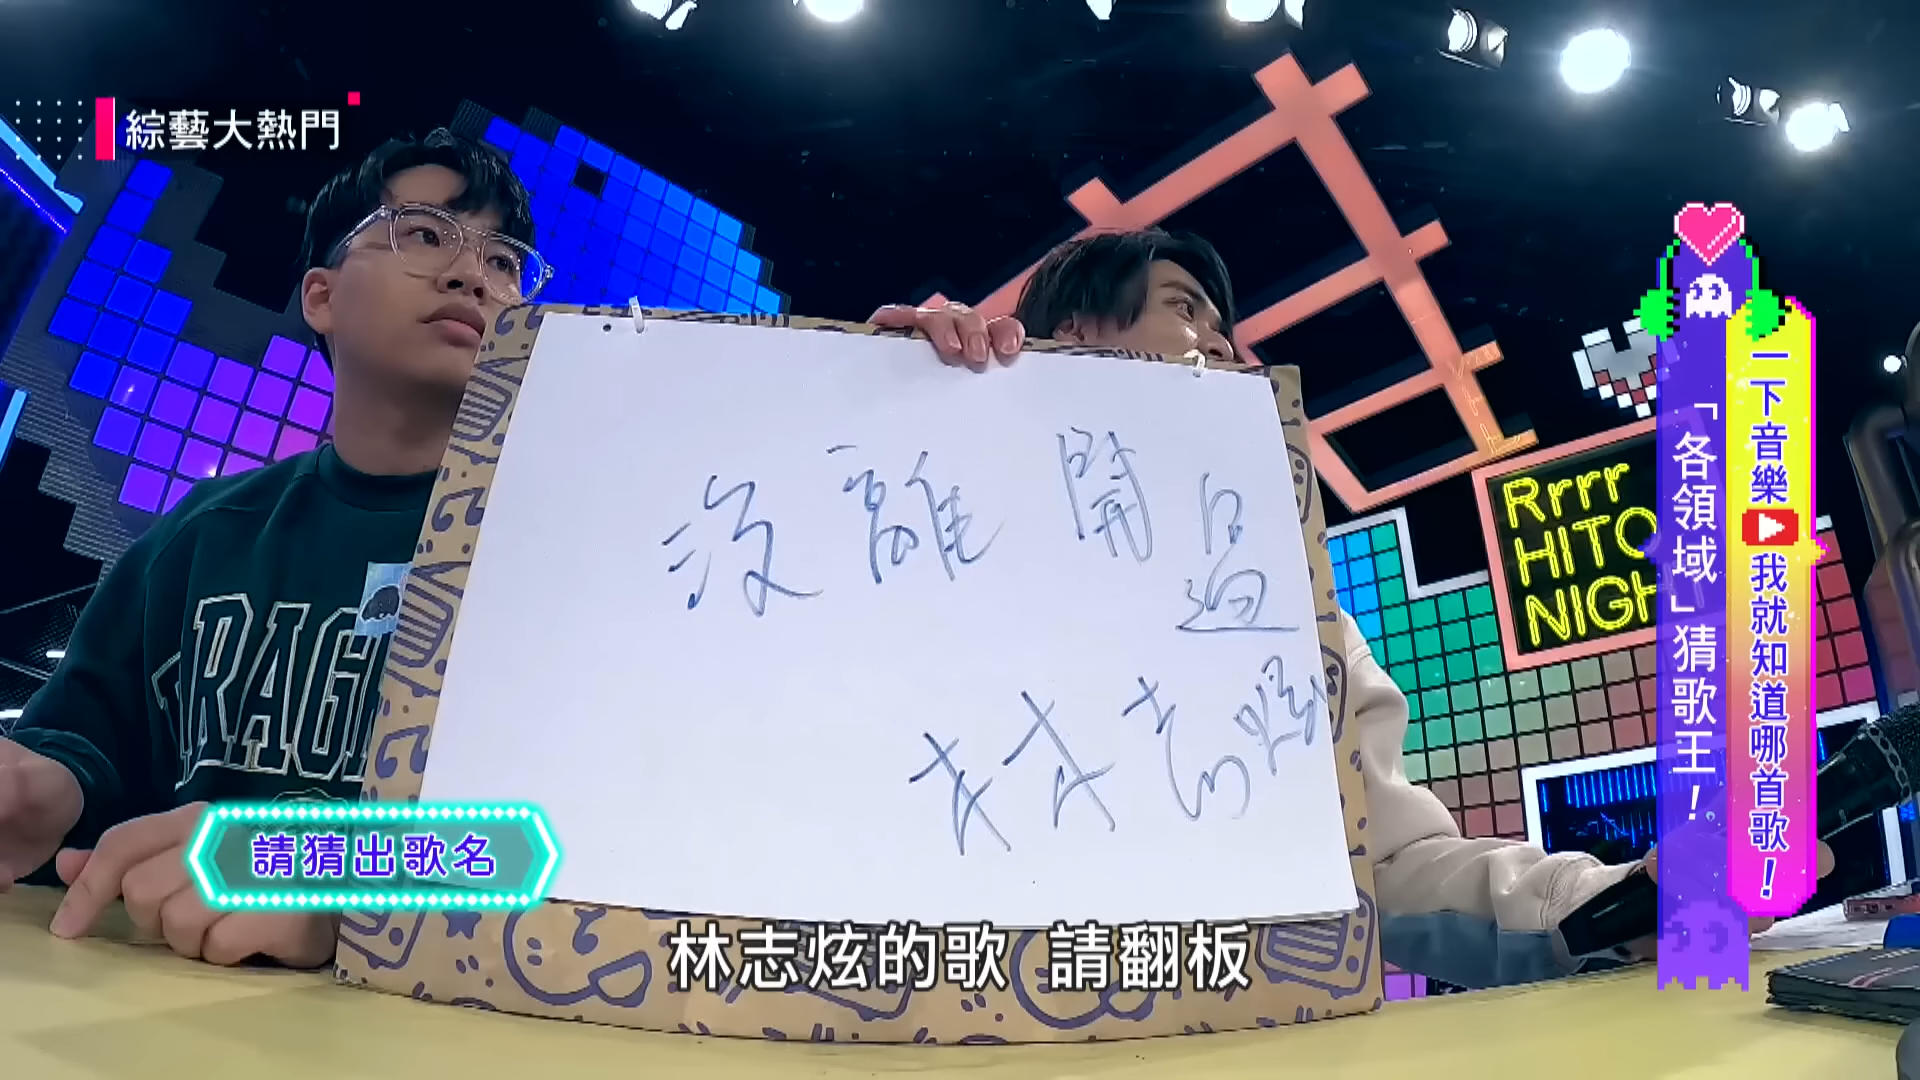 綜藝大熱門
沒離開過
林志炫
Rrrr
HITO
NIGH
RAG
一下音樂 我就知道哪首歌！
「各領域」猜歌王！
請猜出歌名
林志炫的歌 請翻板